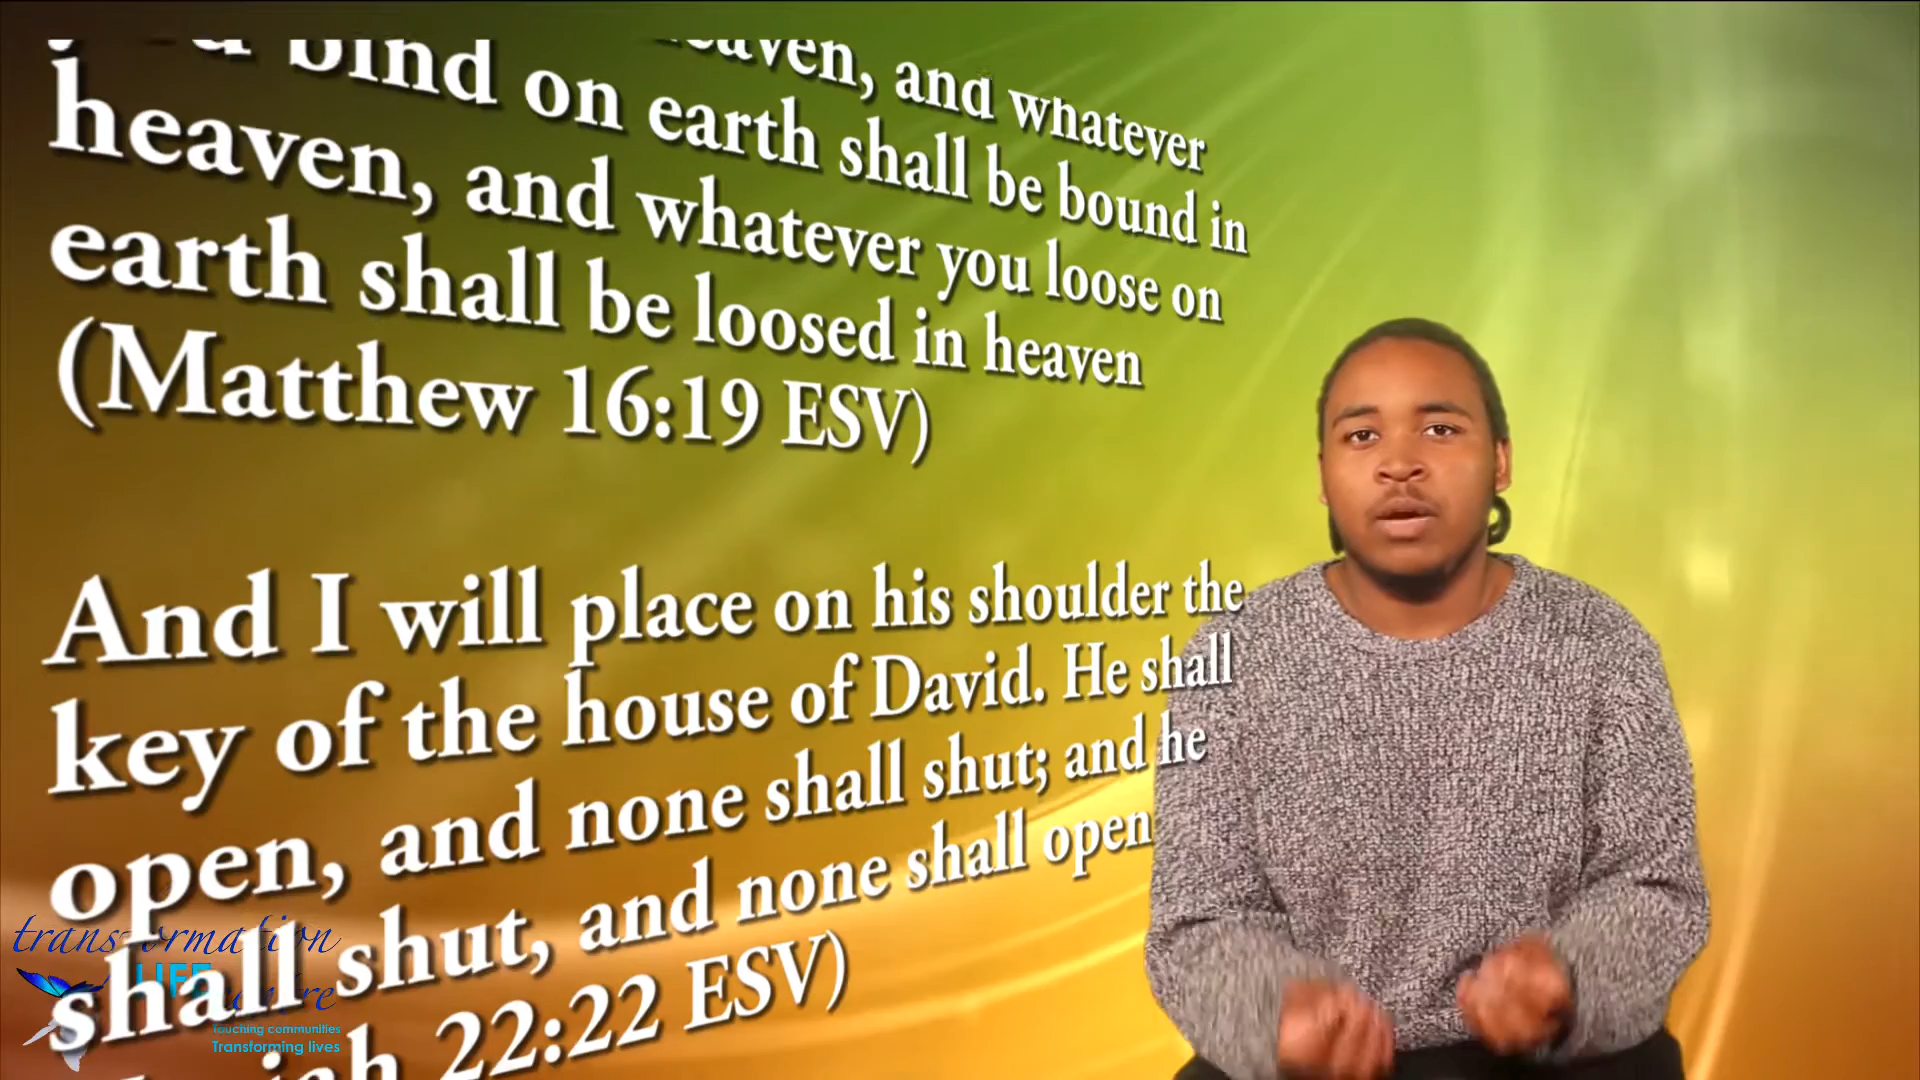 bind on earth shall be bound in
heaven, and whatever you loose on
earth shall be loosed in heaven
(Matthew 16:19 ESV)
And I will place on his shoulder the
key of the house of David. He shall
open, and none shall shut; and he
shall shut, and none shall open
22:22 ESV)
heaven, and whatever
Touching communities
Transforming lives